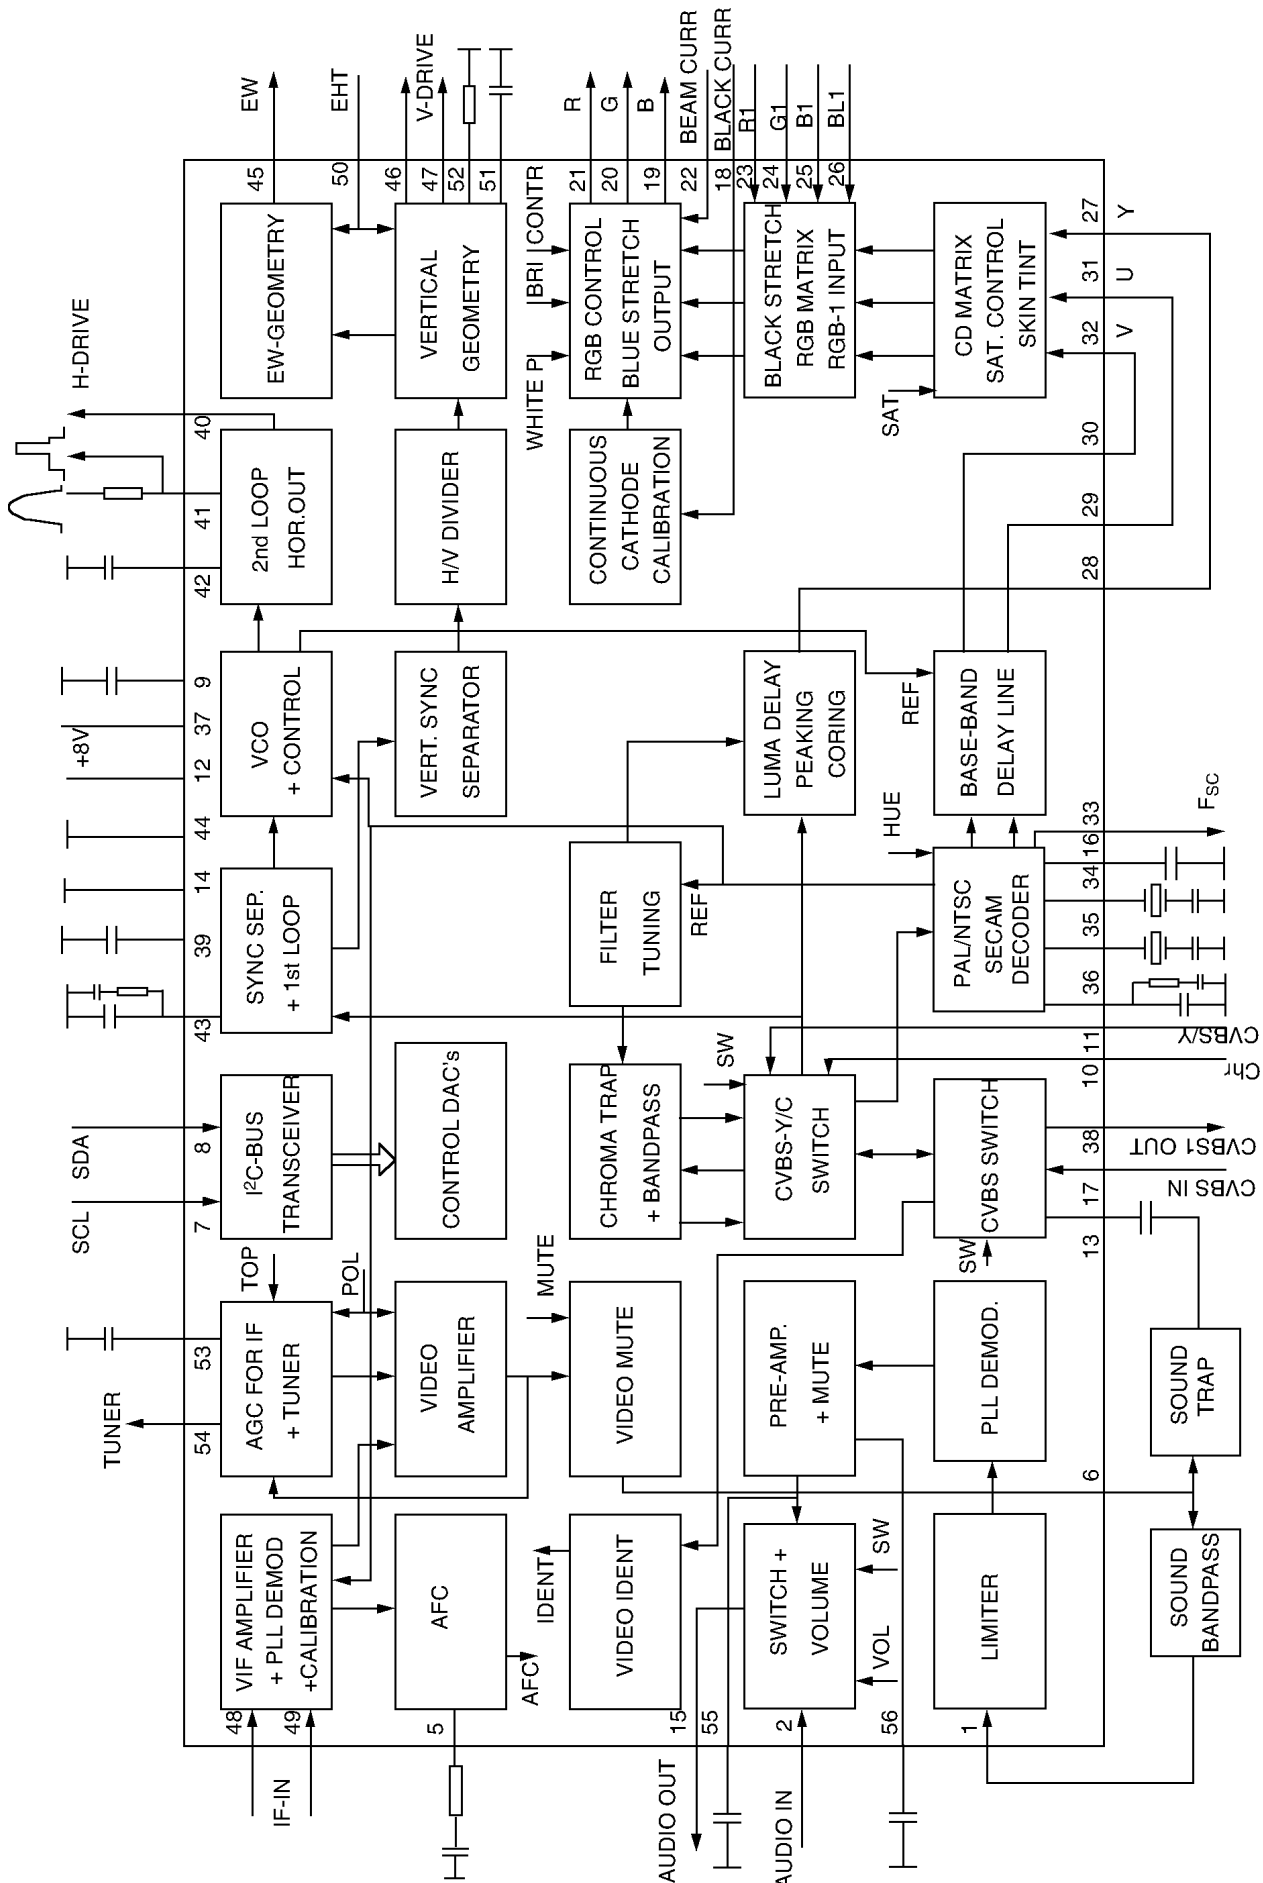 IF-IN
48
49
VIF AMPLIFIER
+ PLL DEMOD
+CALIBRATION
TUNER
54
53
AGC FOR IF
+ TUNER
TOP
POL
SCL
SDA
7
8
I2C-BUS
TRANSCEIVER
43
39
14
44
SYNC SEP.
+ 1st LOOP
12
+8V
37
9
VCO
+ CONTROL
42
41
40
H-DRIVE
2nd LOOP
HOR.OUT
EW-GEOMETRY
45
EW
EHT
50
5
AFC
AFC
VIDEO
AMPLIFIER
CONTROL DAC's
VERT. SYNC
SEPARATOR
H/V DIVIDER
VERTICAL
GEOMETRY
46
47
52
51
V-DRIVE
IDENT
VIDEO IDENT
MUTE
VIDEO MUTE
CHROMA TRAP
+ BANDPASS
FILTER
TUNING
REF
CONTINUOUS
CATHODE
CALIBRATION
WHITE P
BRI
CONTR
RGB CONTROL
BLUE STRETCH
OUTPUT
21
20
19
22
18
R
G
B
BEAM CURR
BLACK CURR
AUDIO OUT
15
55
AUDIO IN
2
56
SWITCH +
VOLUME
VOL
SW
PRE-AMP.
+ MUTE
SW
CVBS-Y/C
SWITCH
LUMA DELAY
PEAKING
CORING
BLACK STRETCH
RGB MATRIX
RGB-1 INPUT
23
24
25
26
R1
G1
B1
BL1
1
LIMITER
PLL DEMOD.
SW
CVBS SWITCH
HUE
PAL/NTSC
SECAM
DECODER
REF
BASE-BAND
DELAY LINE
SAT
CD MATRIX
SAT. CONTROL
SKIN TINT
6
13
17
38
10
11
36
35
34
16
33
28
29
30
32
31
27
V
U
Y
SOUND
BANDPASS
SOUND
TRAP
CVBS IN
CVBS1 OUT
Chr
CVBS/Y
FSC